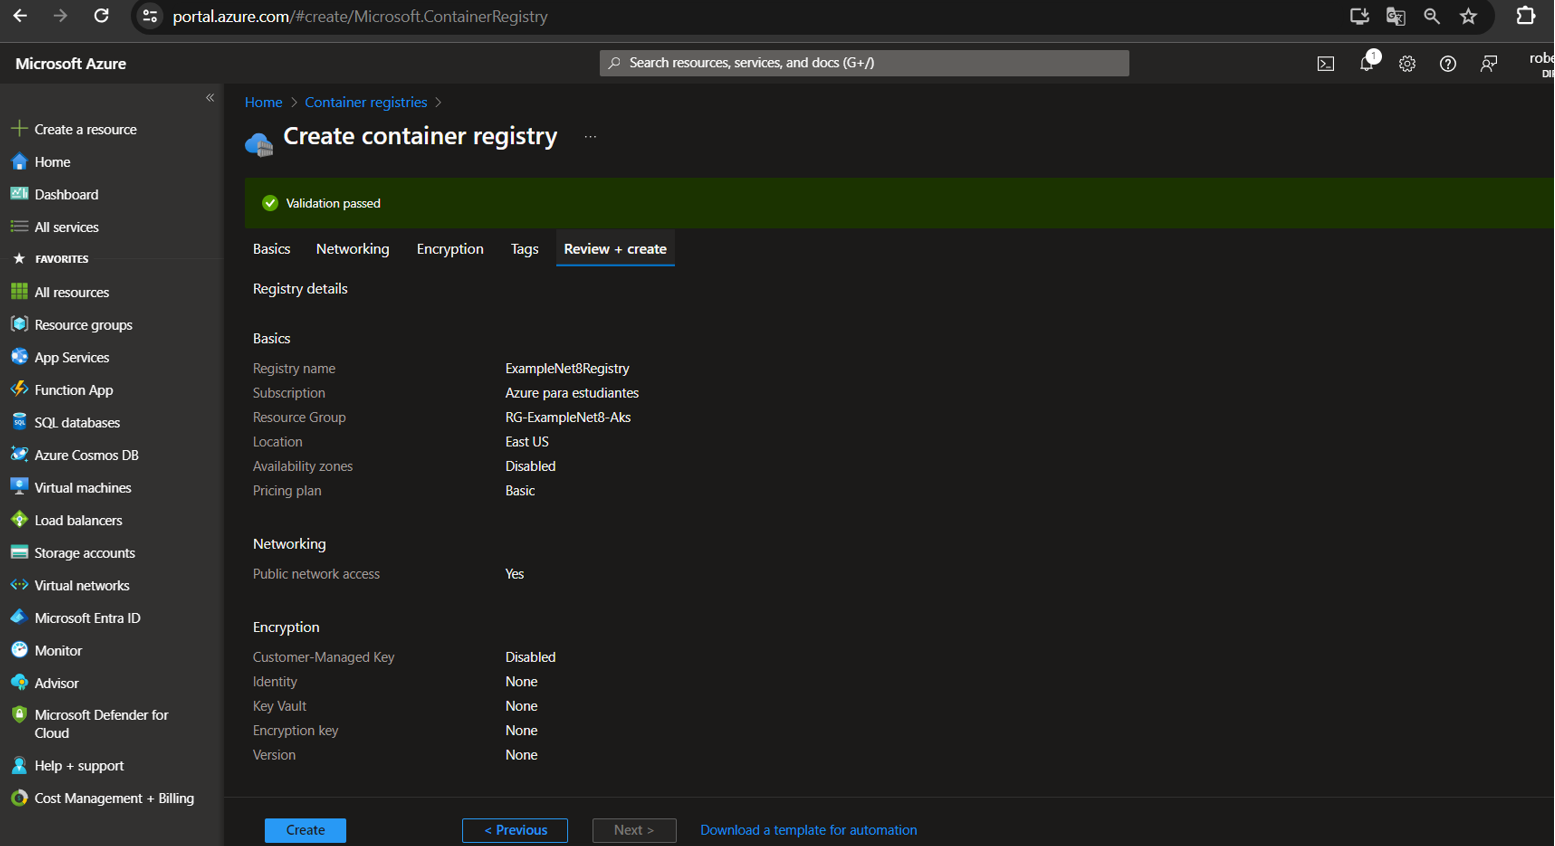 portal.azure.com/#create/Microsoft.ContainerRegistry
Microsoft Azure
Search resources, services, and docs (G+/)
1
robe
DI
«
Home > Container registries >
Create container registry ...
Create a resource
Home
Dashboard
All services
FAVORITES
All resources
Resource groups
App Services
Function App
SQL databases
Azure Cosmos DB
Virtual machines
Load balancers
Storage accounts
Virtual networks
Microsoft Entra ID
Monitor
Advisor
Microsoft Defender for
Cloud
Help + support
Cost Management + Billing
Validation passed
Basics Networking Encryption Tags Review + create
Registry details
Basics
Registry name ExampleNet8Registry
Subscription Azure para estudiantes
Resource Group RG-ExampleNet8-Aks
Location East US
Availability zones Disabled
Pricing plan Basic
Networking
Public network access Yes
Encryption
Customer-Managed Key Disabled
Identity None
Key Vault None
Encryption key None
Version None
Create < Previous Next > Download a template for automation